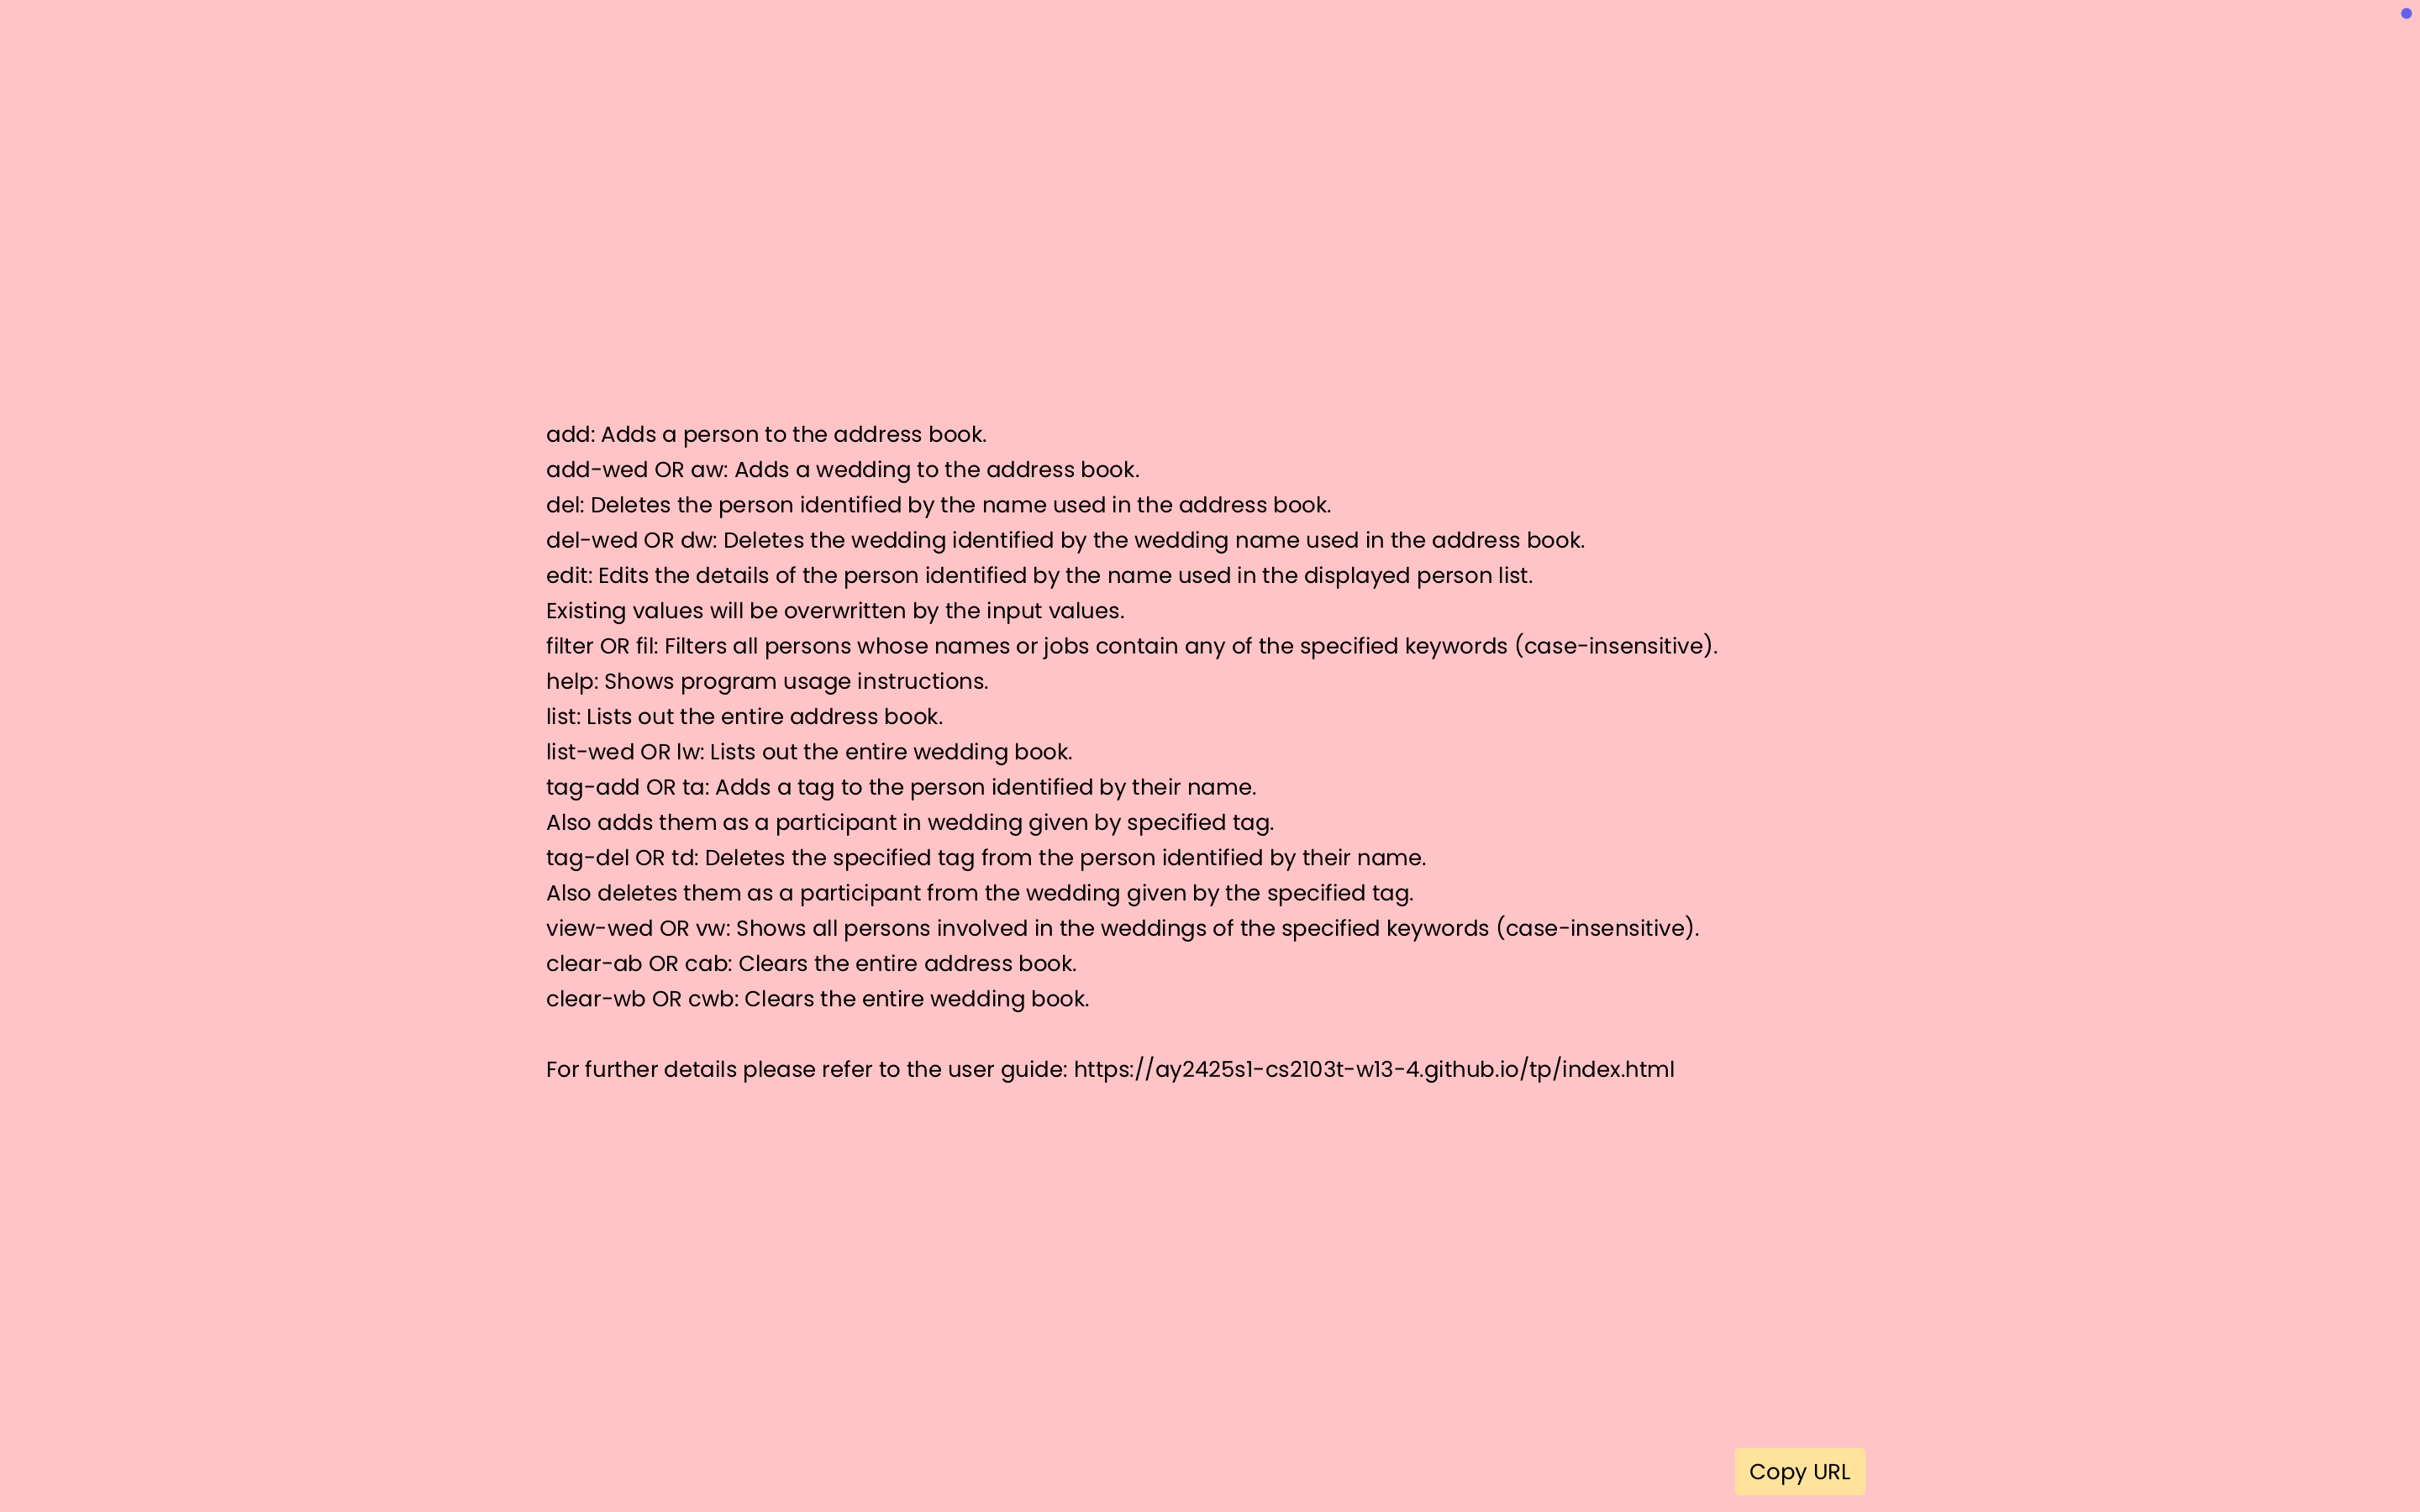 add: Adds a person to the address book.
add-wed OR aw: Adds a wedding to the address book.
del: Deletes the person identified by the name used in the address book.
del-wed OR dw: Deletes the wedding identified by the wedding name used in the address book.
edit: Edits the details of the person identified by the name used in the displayed person list.
Existing values will be overwritten by the input values.
filter OR fil: Filters all persons whose names or jobs contain any of the specified keywords (case-insensitive).
help: Shows program usage instructions.
list: Lists out the entire address book.
list-wed OR lw: Lists out the entire wedding book.
tag-add OR ta: Adds a tag to the person identified by their name.
Also adds them as a participant in wedding given by specified tag.
tag-del OR td: Deletes the specified tag from the person identified by their name.
Also deletes them as a participant from the wedding given by the specified tag.
view-wed OR vw: Shows all persons involved in the weddings of the specified keywords (case-insensitive).
clear-ab OR cab: Clears the entire address book.
clear-wb OR cwb: Clears the entire wedding book.
For further details please refer to the user guide: https://ay2425s1-cs2103t-w13-4.github.io/tp/index.html
Copy URL